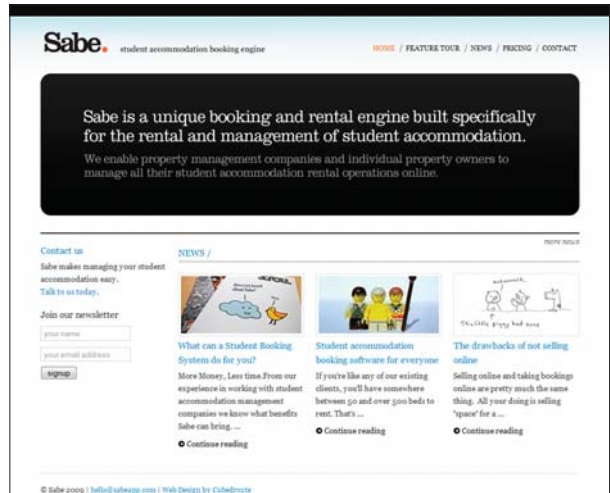 Sabe.
student accommodation booking engine
HOME / FEATURE TOUR / NEWS / PRICING / CONTACT
Sabe is a unique booking and rental engine built specifically
for the rental and management of student accommodation.
We enable property management companies and individual property owners to
manage all their student accommodation rental operations online.
more news
Contact us
Sabe makes managing your student
accommodation easy.
Talk to us today.
Join our newsletter
your name
your email address
signup
NEWS /
What can a Student Booking
System do for you?
More Money, Less time.From our
experience in working with student
accommodation management
companies we know what benefits
Sabe can bring. ...
Continue reading
Student accommodation
booking software for everyone
If you're like any of our existing
clients, you'll have somewhere
between 50 and over 500 beds to
rent. That's ...
Continue reading
This little piggy had none
The drawbacks of not selling
online
Selling online and taking bookings
online are pretty much the same
thing. All your doing is selling
'space' for a ...
Continue reading
© Sabe 2009 | hello@sabeapp.com | Web Design by Cubedroute